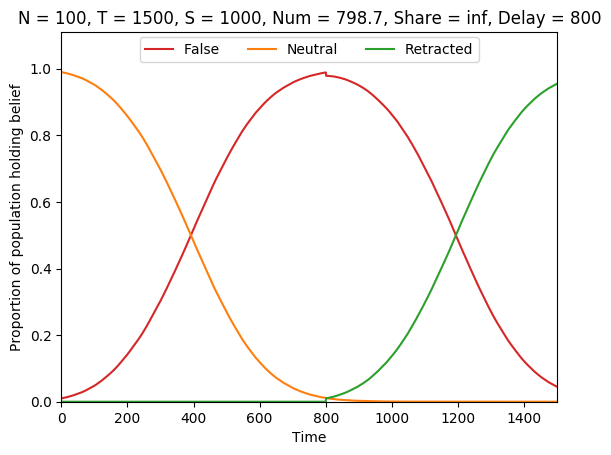 N = 100, T = 1500, S = 1000, Num = 798.7, Share = inf, Delay = 800
False Neutral Retracted
Proportion of population holding belief
1.0
0.8
0.6
0.4
0.2
0.0
0 200 400 600 800 1000 1200 1400
Time